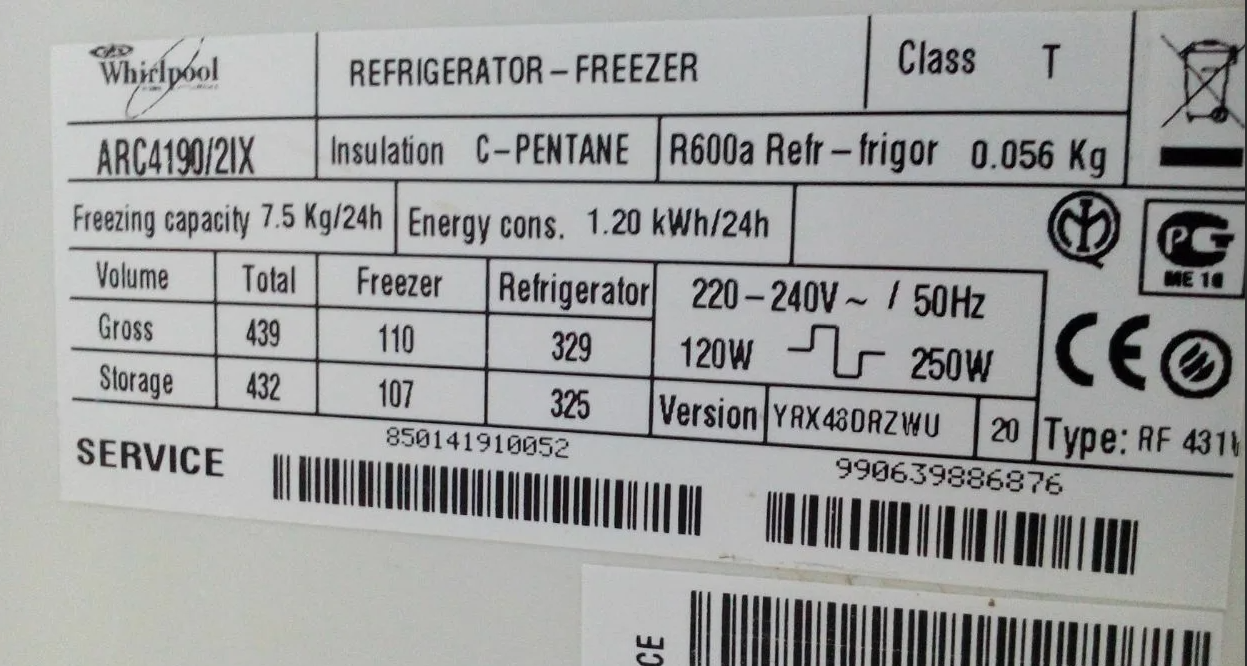 Whirlpool
REFRIGERATOR – FREEZER
Class T
ARC4190/2IX
Insulation C-PENTANE
R600a Refr – frigor 0.056 Kg
Freezing capacity 7.5 Kg/24h
Energy cons. 1.20 kWh/24h
Volume Total Freezer Refrigerator
Gross 439 110 329
Storage 432 107 325
220 – 240V ~ / 50Hz
120W 250W
PG
ME 10
CE
Version YRX48DRZWU 20
Type: RF 431
SERVICE
850141910052
990639886876
CE